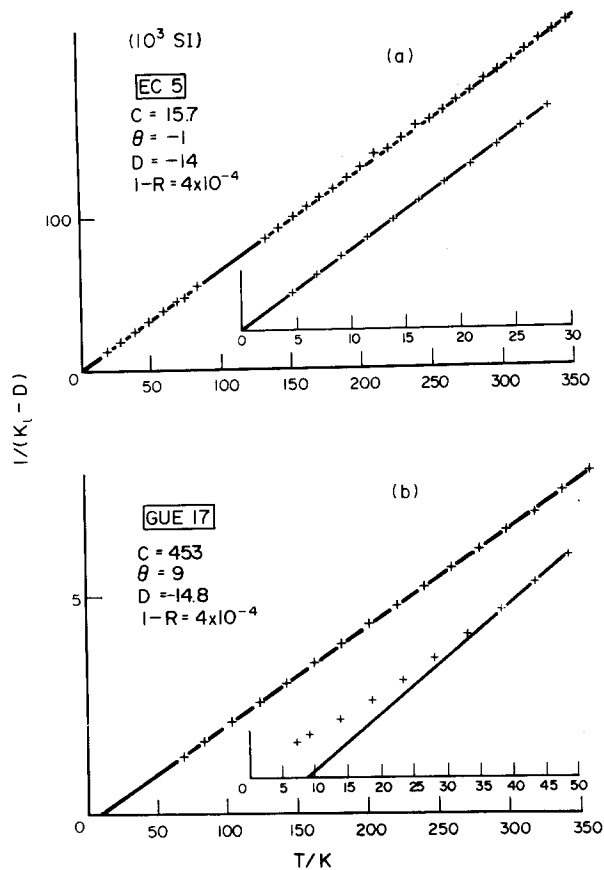 (10³ SI)
(a)
EC 5
C = 15.7
θ = −1
D = −14
1−R = 4x10⁻⁴
100
0 5 10 15 20 25 30
0 50 100 150 200 250 300 350
1/(K₁ − D)
(b)
GUE 17
C = 453
θ = 9
D = −14.8
1−R = 4x10⁻⁴
5
0 5 10 15 20 25 30 35 40 45 50
0 50 100 150 200 250 300 350
T/K